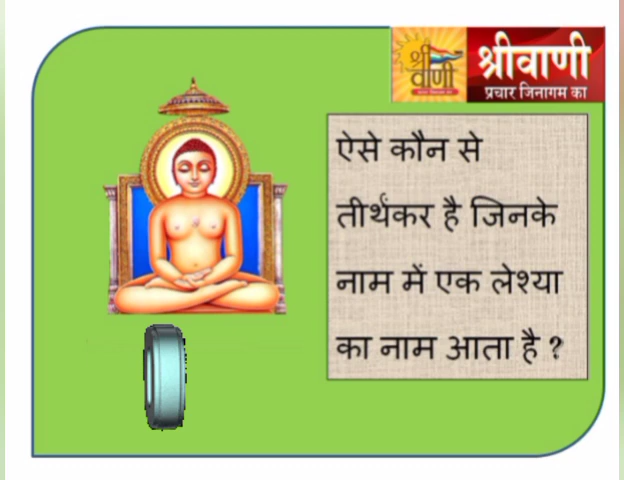 श्री
वाणी
श्रीवाणी
प्रचार जिनागम का
ऐसे कौन से
तीर्थंकर है जिनके
नाम में एक लेश्या
का नाम आता है ?